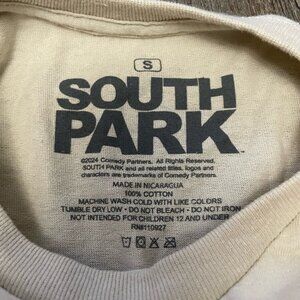 S
SOUTH
PARK™
©2024 Comedy Partners. All Rights Reserved.
SOUTH PARK and all related titles, logos and
characters are trademarks of Comedy Partners.
MADE IN NICARAGUA
100% COTTON
MACHINE WASH COLD WITH LIKE COLORS
TUMBLE DRY LOW - DO NOT BLEACH - DO NOT IRON
NOT INTENDED FOR CHILDREN 12 AND UNDER
RN#110927